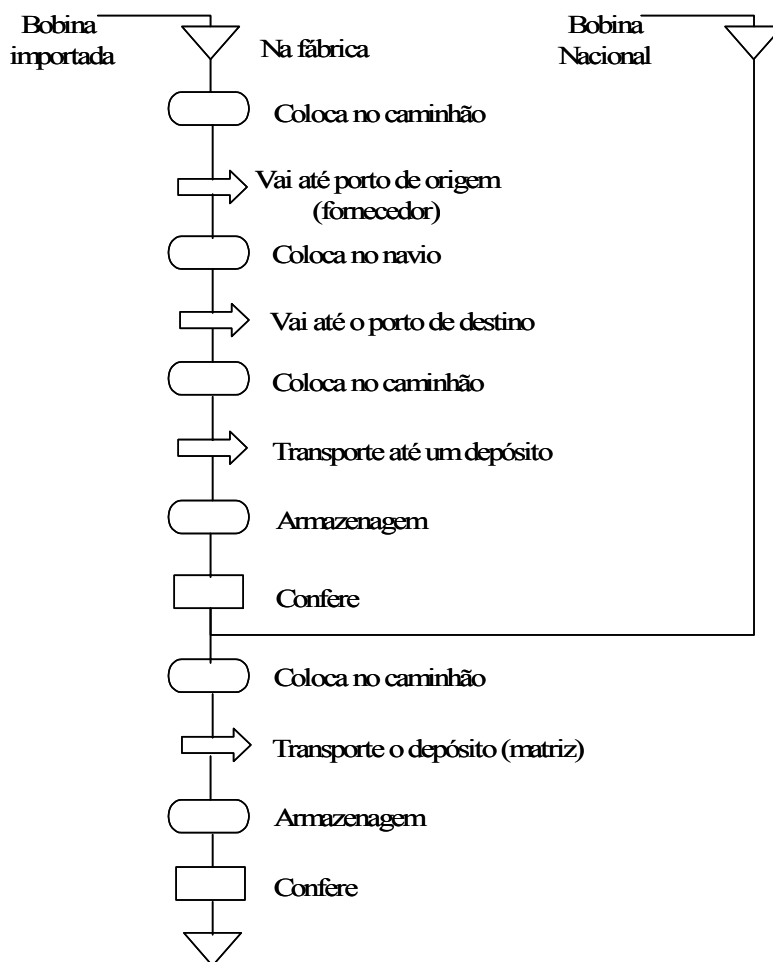 Bobina
importada
Na fábrica
Bobina
Nacional
Coloca no caminhão
Vai até porto de origem
(fornecedor)
Coloca no navio
Vai até o porto de destino
Coloca no caminhão
Transporte até um depósito
Armazenagem
Confere
Coloca no caminhão
Transporte o depósito (matriz)
Armazenagem
Confere